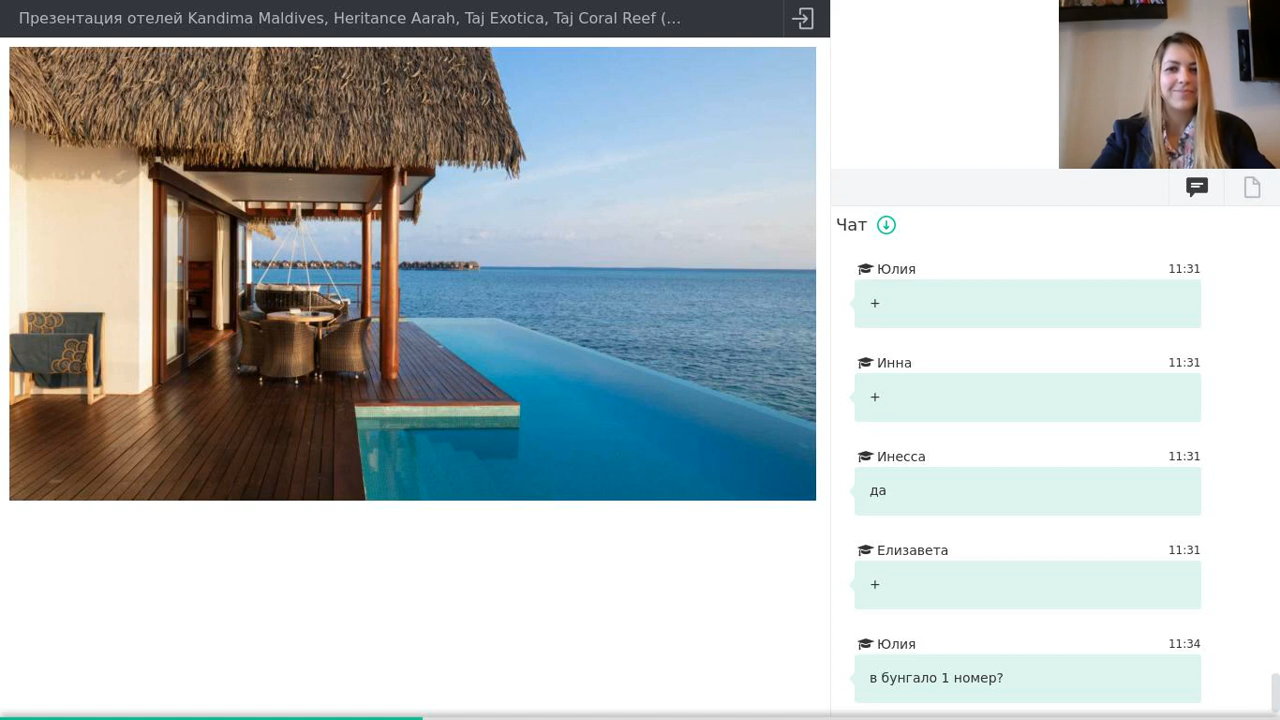 Презентация отелей Kandima Maldives, Heritance Aarah, Taj Exotica, Taj Coral Reef (...
Чат
Юлия 11:31
+
Инна 11:31
+
Инесса 11:31
да
Елизавета 11:31
+
Юлия 11:34
в бунгало 1 номер?